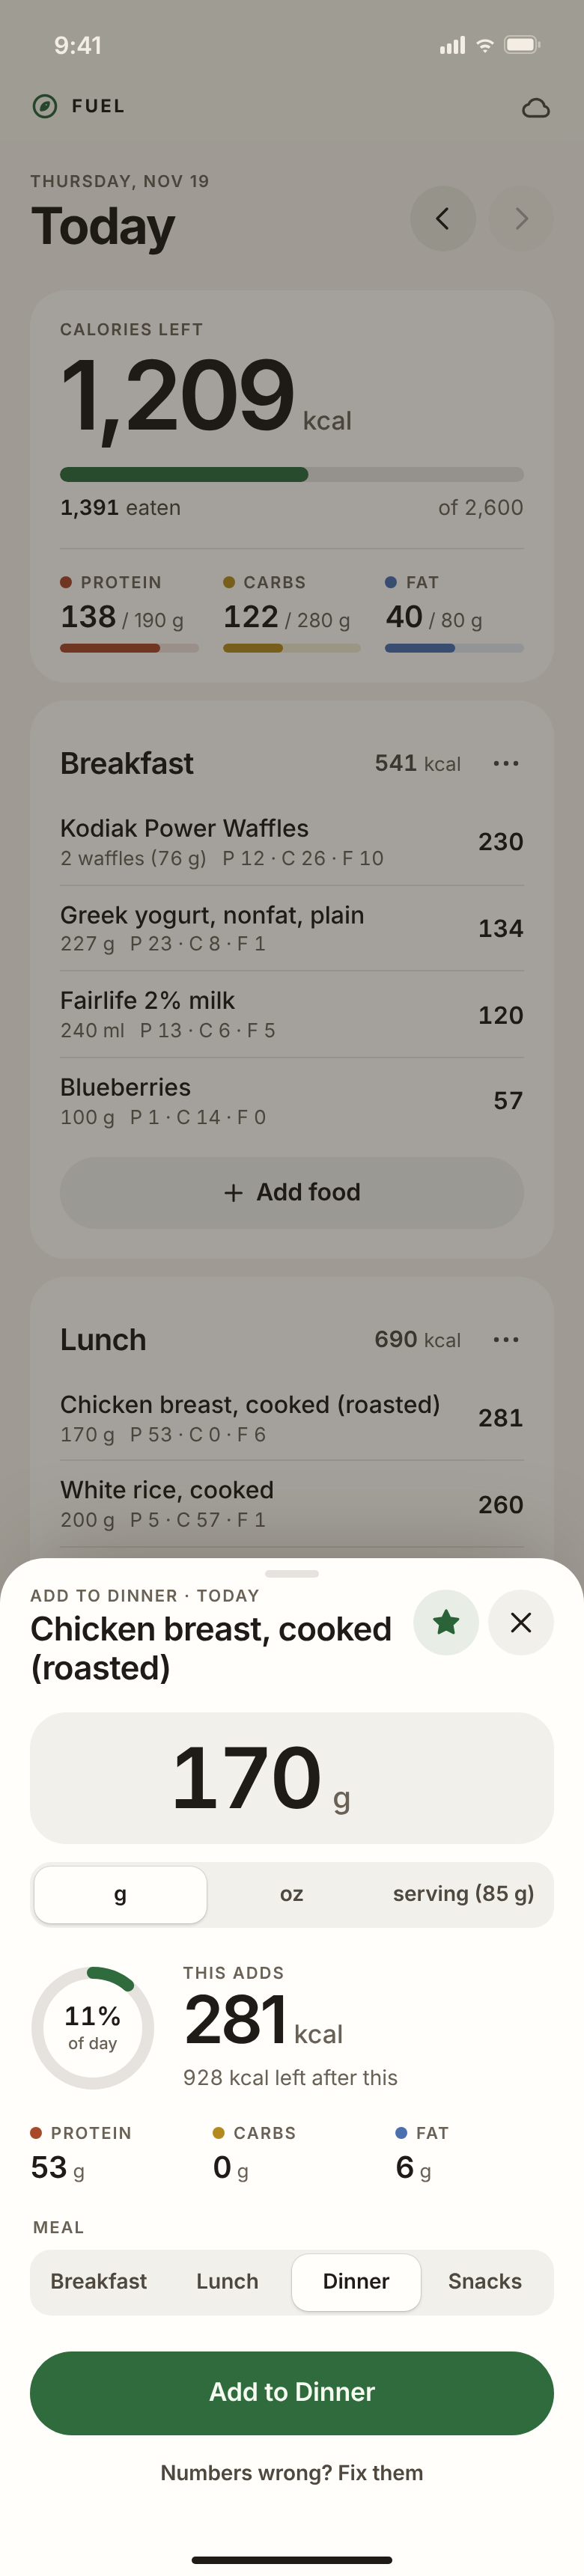 9:41
FUEL
THURSDAY, NOV 19
Today
CALORIES LEFT
1,209 kcal
1,391 eaten of 2,600
PROTEIN CARBS FAT
138 / 190 g 122 / 280 g 40 / 80 g
Breakfast 541 kcal
Kodiak Power Waffles 230
2 waffles (76 g) P 12 · C 26 · F 10
Greek yogurt, nonfat, plain 134
227 g P 23 · C 8 · F 1
Fairlife 2% milk 120
240 ml P 13 · C 6 · F 5
Blueberries 57
100 g P 1 · C 14 · F 0
+ Add food
Lunch 690 kcal
Chicken breast, cooked (roasted) 281
170 g P 53 · C 0 · F 6
White rice, cooked 260
200 g P 5 · C 57 · F 1
ADD TO DINNER · TODAY
Chicken breast, cooked
(roasted)
170 g
g oz serving (85 g)
11%
of day
THIS ADDS
281 kcal
928 kcal left after this
PROTEIN CARBS FAT
53 g 0 g 6 g
MEAL
Breakfast Lunch Dinner Snacks
Add to Dinner
Numbers wrong? Fix them